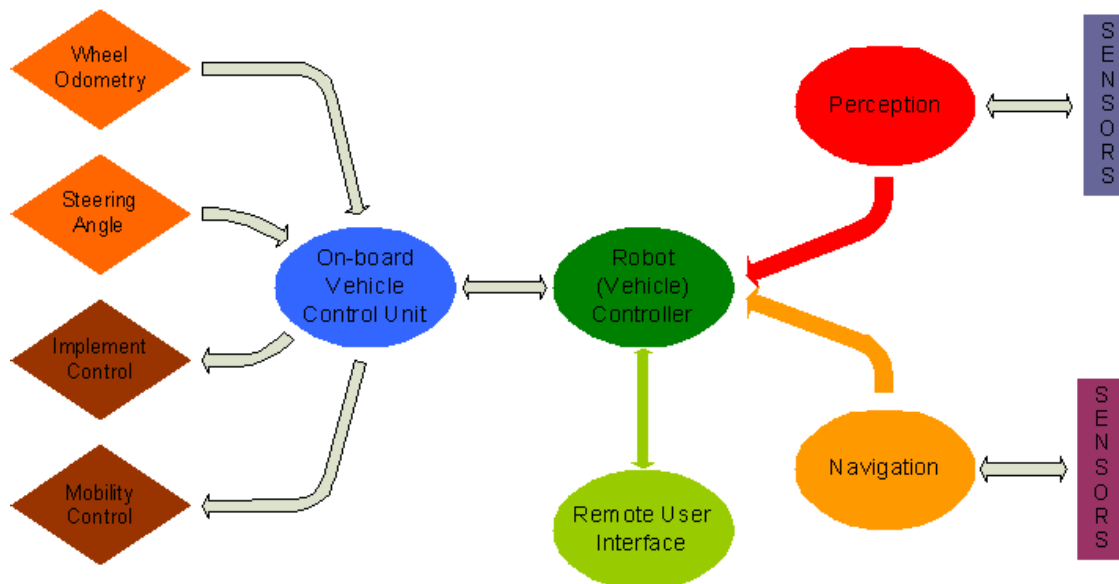 Wheel
Odometry
Steering
Angle
Implement
Control
Mobility
Control
On-board
Vehicle
Control Unit
Robot
(Vehicle)
Controller
Remote User
Interface
Perception
Navigation
S
E
N
S
O
R
S
S
E
N
S
O
R
S